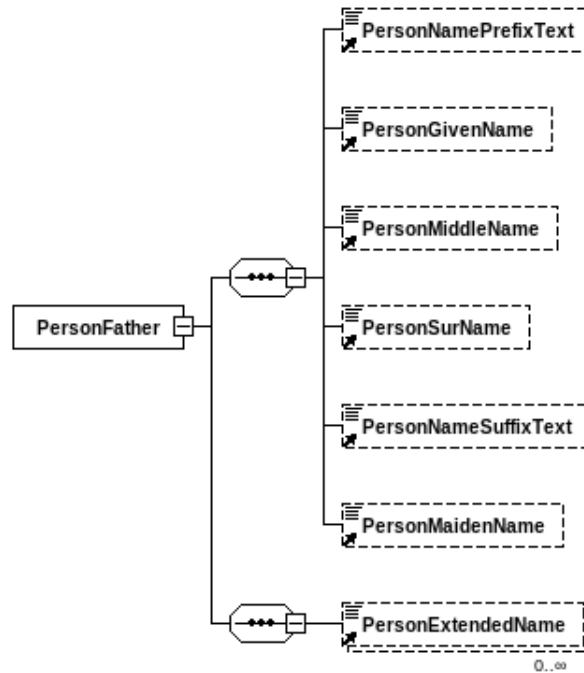 PersonNamePrefixText
PersonGivenName
PersonMiddleName
PersonFather
PersonSurName
PersonNameSuffixText
PersonMaidenName
PersonExtendedName
0..∞